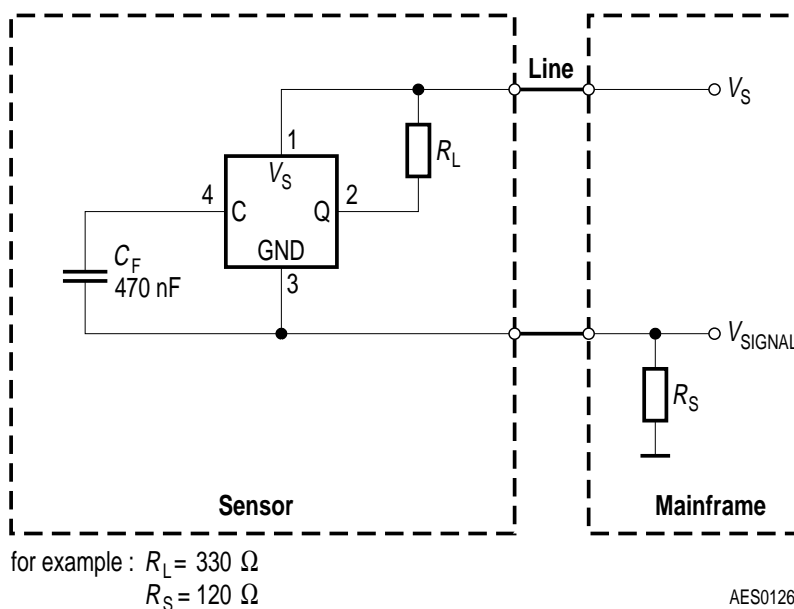 Line
V_S
1
R_L
V_S
4
2
C
Q
GND
C_F
470 nF
3
V_SIGNAL
R_S
Sensor
Mainframe
for example : R_L = 330 Ω
R_S = 120 Ω
AES0126